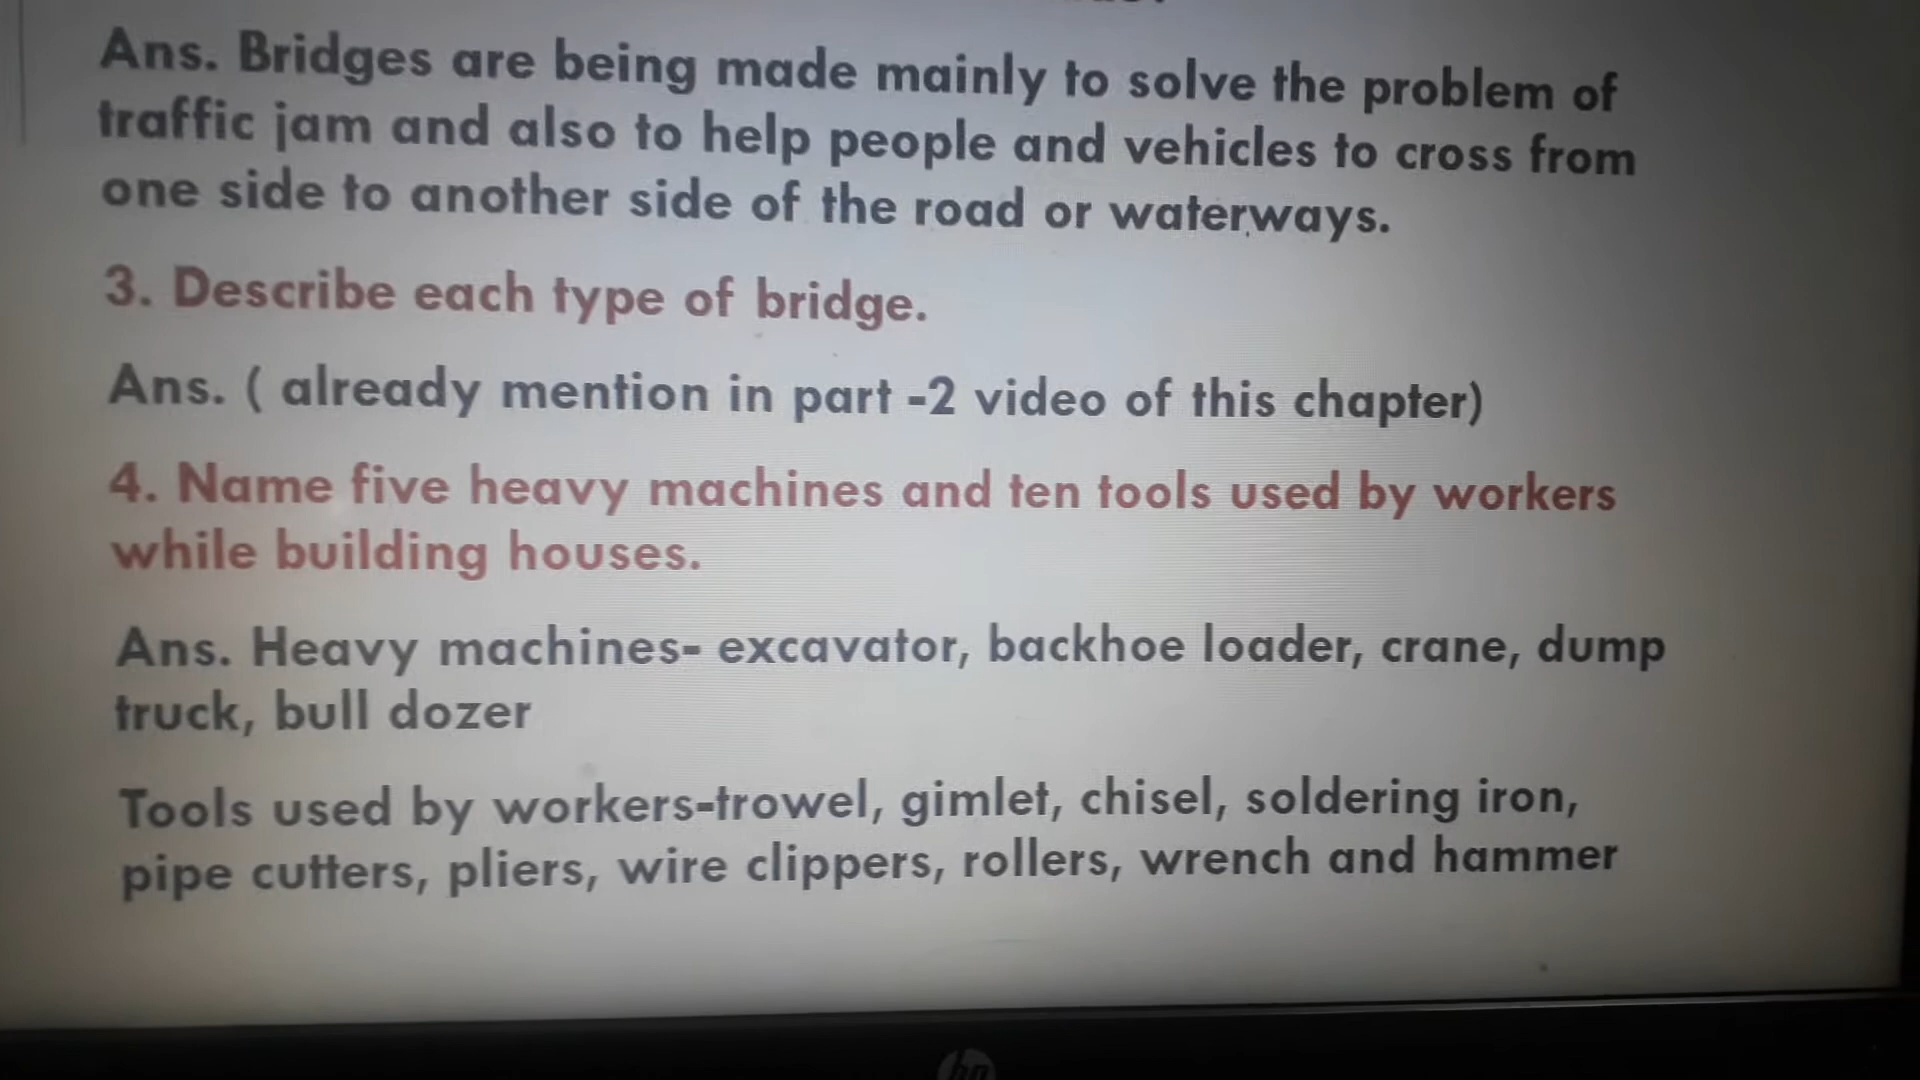 Ans. Bridges are being made mainly to solve the problem of
traffic jam and also to help people and vehicles to cross from
one side to another side of the road or waterways.
3. Describe each type of bridge.
Ans. ( already mention in part -2 video of this chapter)
4. Name five heavy machines and ten tools used by workers
while building houses.
Ans. Heavy machines- excavator, backhoe loader, crane, dump
truck, bull dozer
Tools used by workers-trowel, gimlet, chisel, soldering iron,
pipe cutters, pliers, wire clippers, rollers, wrench and hammer
hp